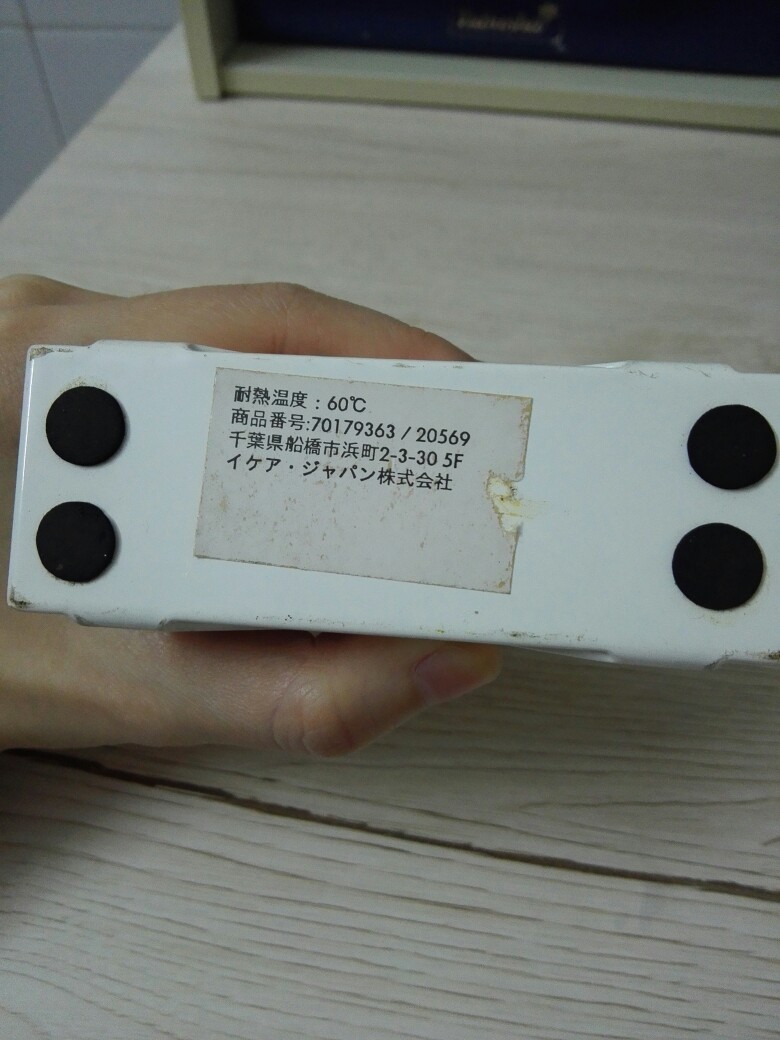 耐熱温度：60℃
商品番号:70179363 / 20569
千葉県船橋市浜町2-3-30 5F
イケア・ジャパン株式会社